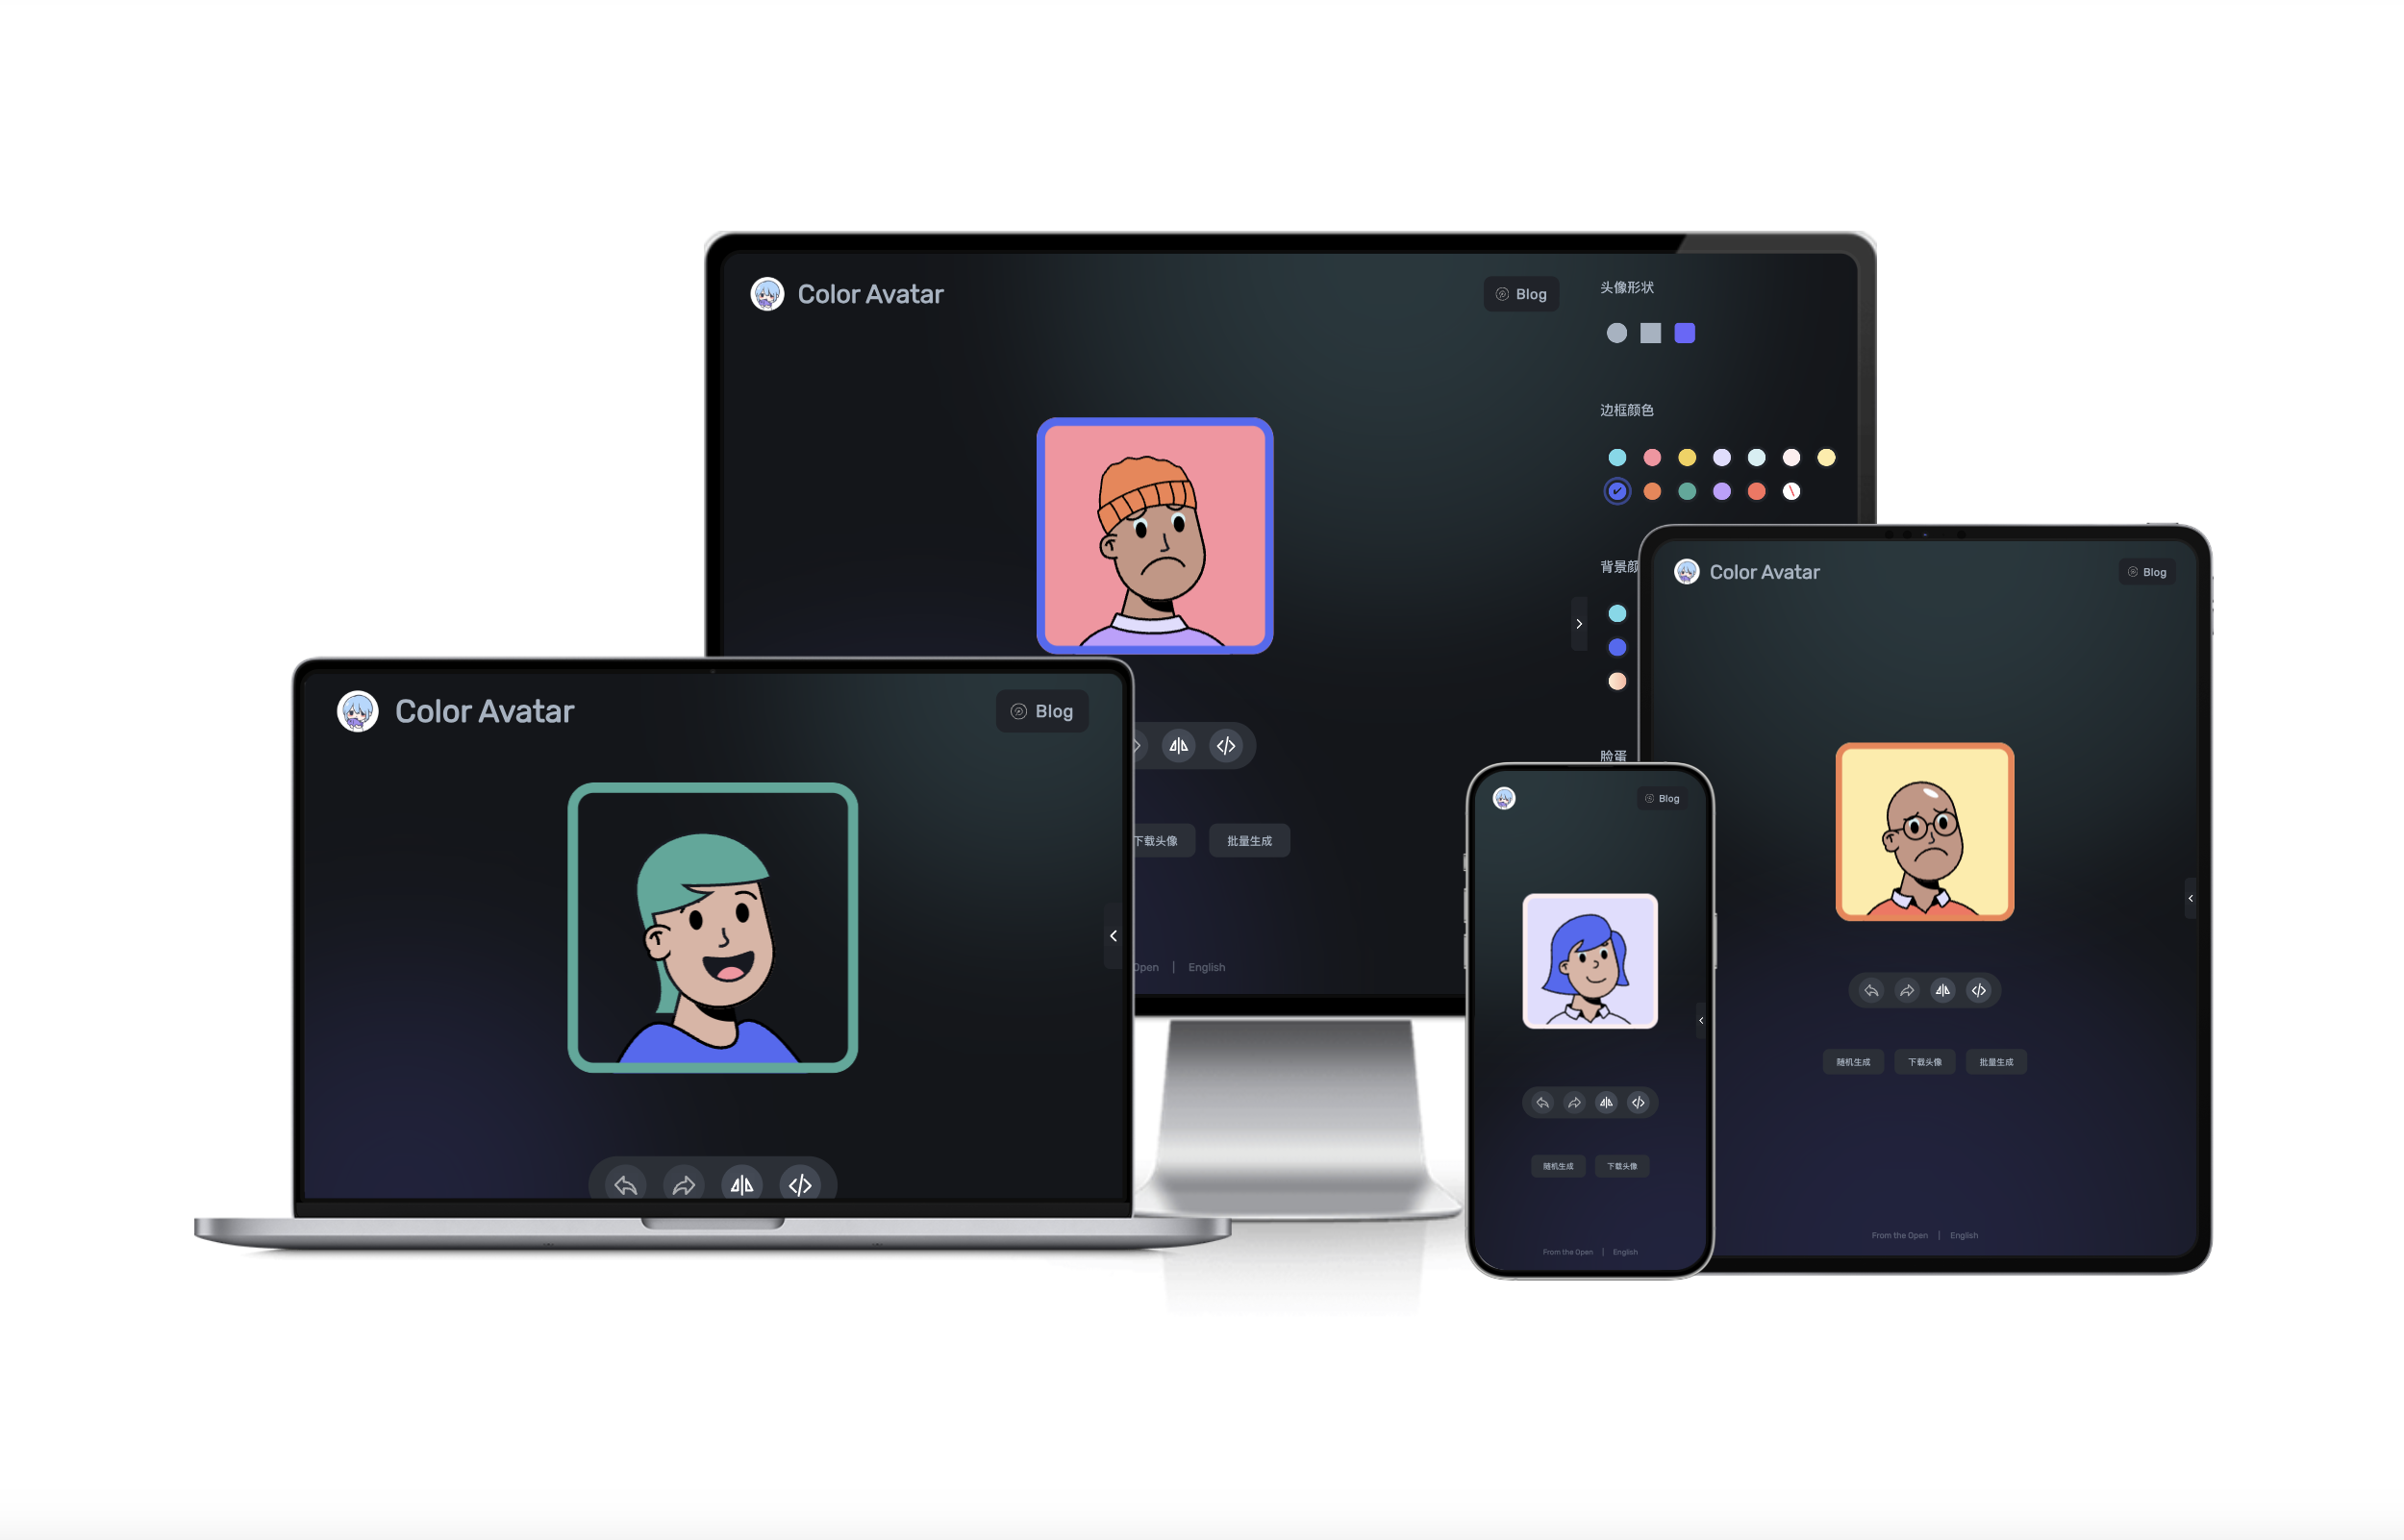 Color Avatar
Blog
头像形状
边框颜色
背景颜
脸蛋
下载头像
批量生成
Open | English
Color Avatar
Blog
Blog
随机生成
下载头像
From the Open | English
Color Avatar
Blog
随机生成
下载头像
批量生成
From the Open | English